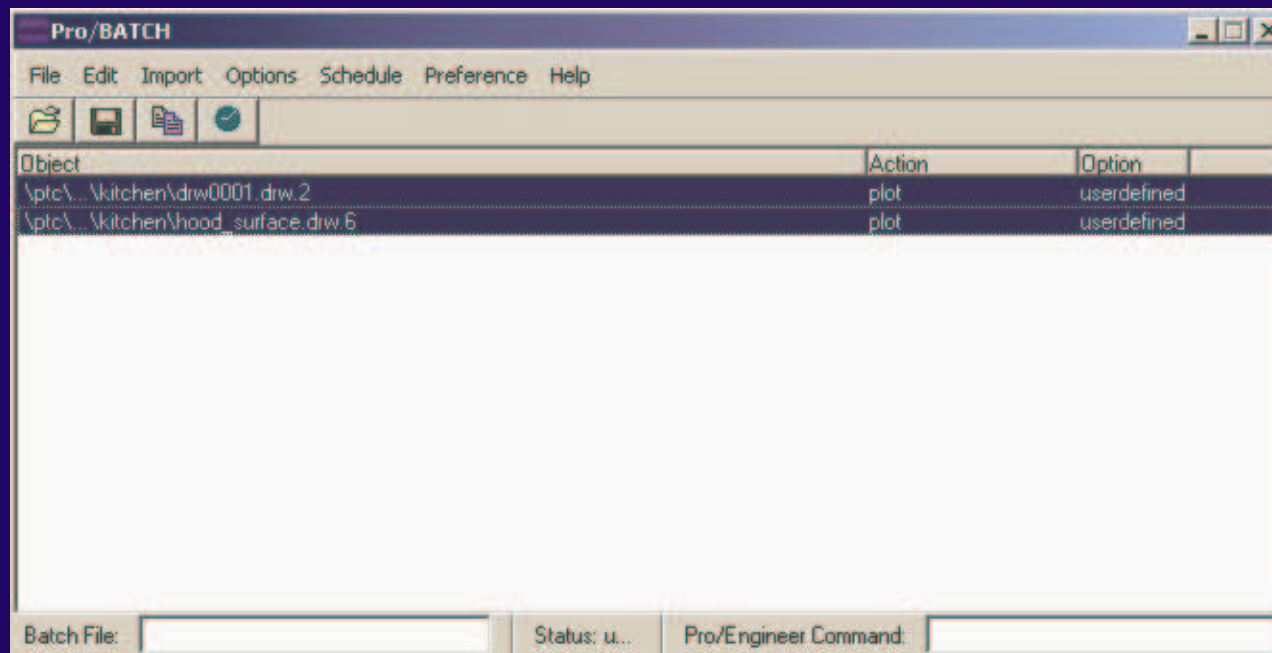 Pro/BATCH
File Edit Import Options Schedule Preference Help
Object Action Option
\ptc\...\kitchen\drw0001.drw.2 plot userdefined
\ptc\...\kitchen\hood_surface.drw.6 plot userdefined
Batch File: Status: u... Pro/Engineer Command: